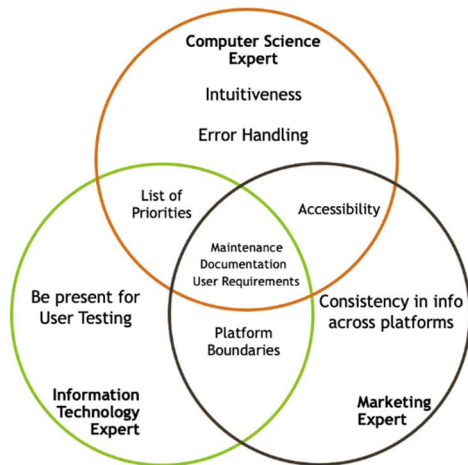 Computer Science
Expert
Intuitiveness
Error Handling
List of
Priorities
Accessibility
Maintenance
Documentation
User Requirements
Be present for
User Testing
Consistency in info
across platforms
Platform
Boundaries
Information
Technology
Expert
Marketing
Expert